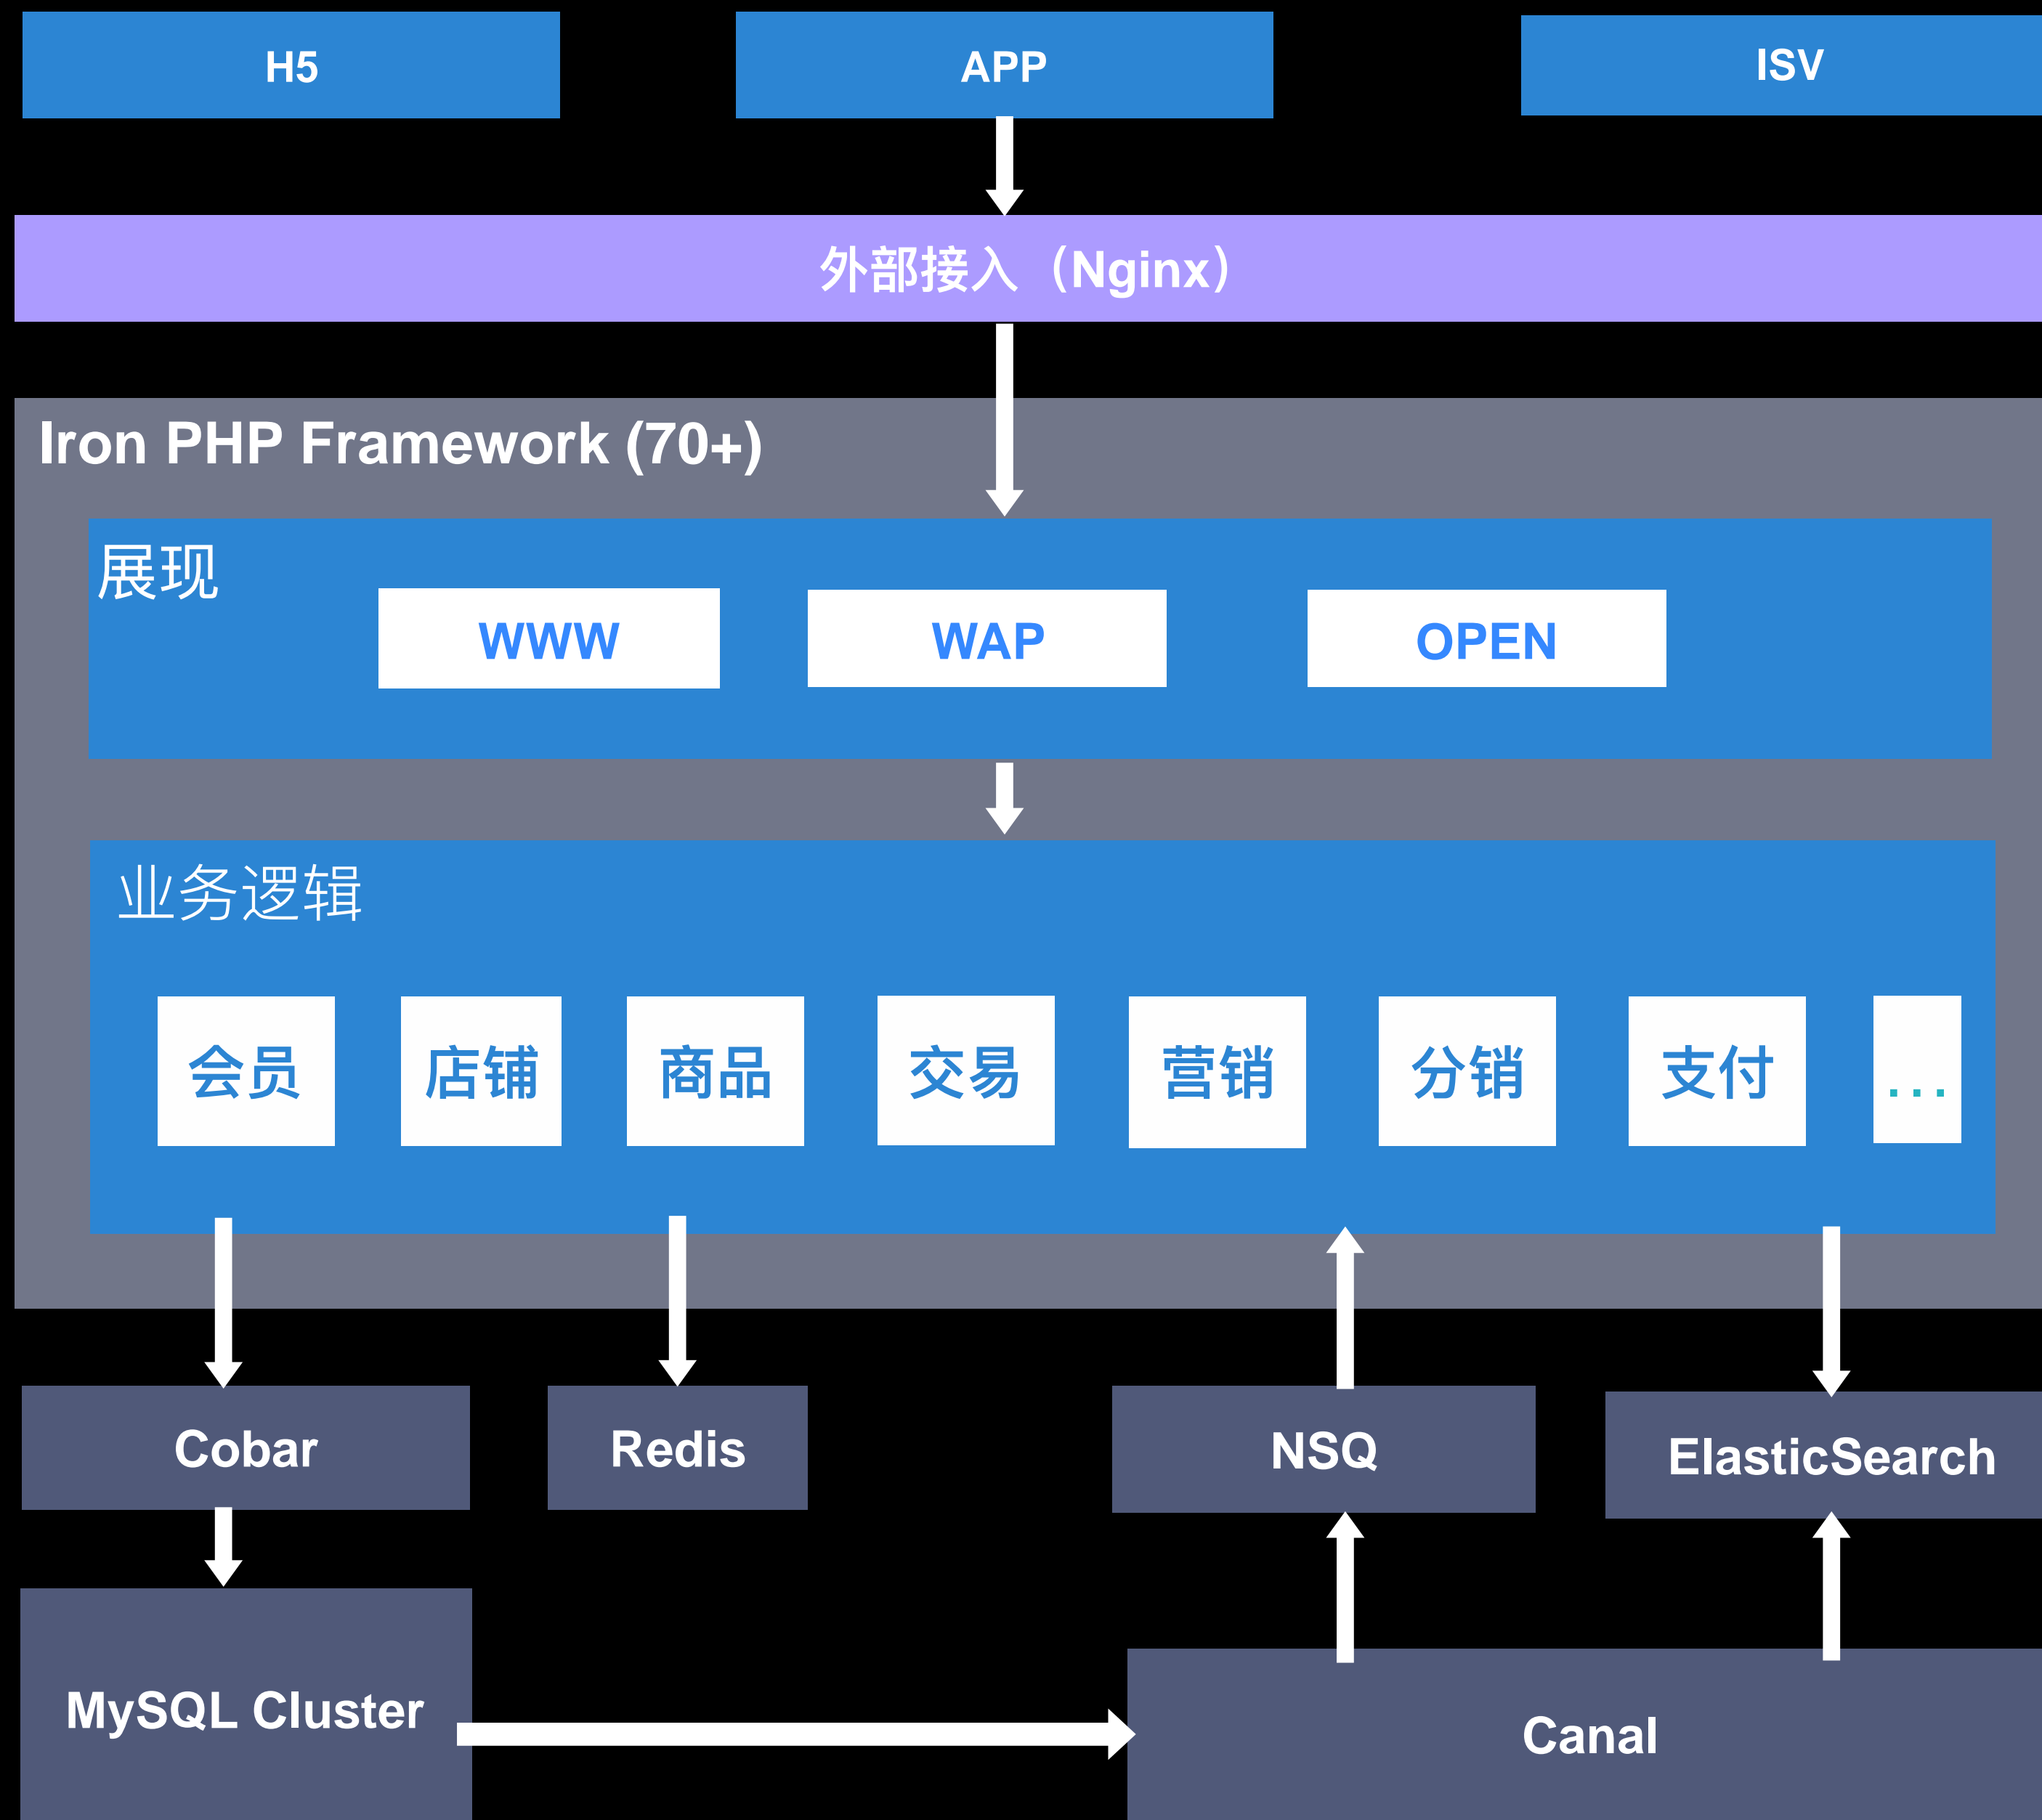 H5
APP
ISV
外部接入（Nginx）
Iron PHP Framework (70+)
展现
WWW
WAP
OPEN
业务逻辑
会员
店铺
商品
交易
营销
分销
支付
...
Cobar
Redis
NSQ
ElasticSearch
MySQL Cluster
Canal